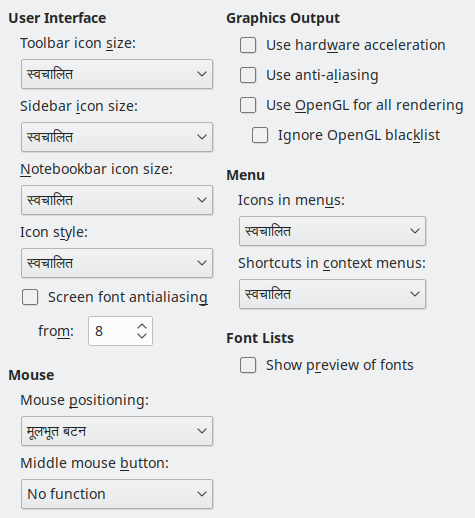 User Interface
Toolbar icon size:
स्वचालित
Sidebar icon size:
स्वचालित
Notebookbar icon size:
स्वचालित
Icon style:
स्वचालित
Screen font antialiasing
from: 8
Mouse
Mouse positioning:
मूलभूत बटन
Middle mouse button:
No function
Graphics Output
Use hardware acceleration
Use anti-aliasing
Use OpenGL for all rendering
Ignore OpenGL blacklist
Menu
Icons in menus:
स्वचालित
Shortcuts in context menus:
स्वचालित
Font Lists
Show preview of fonts